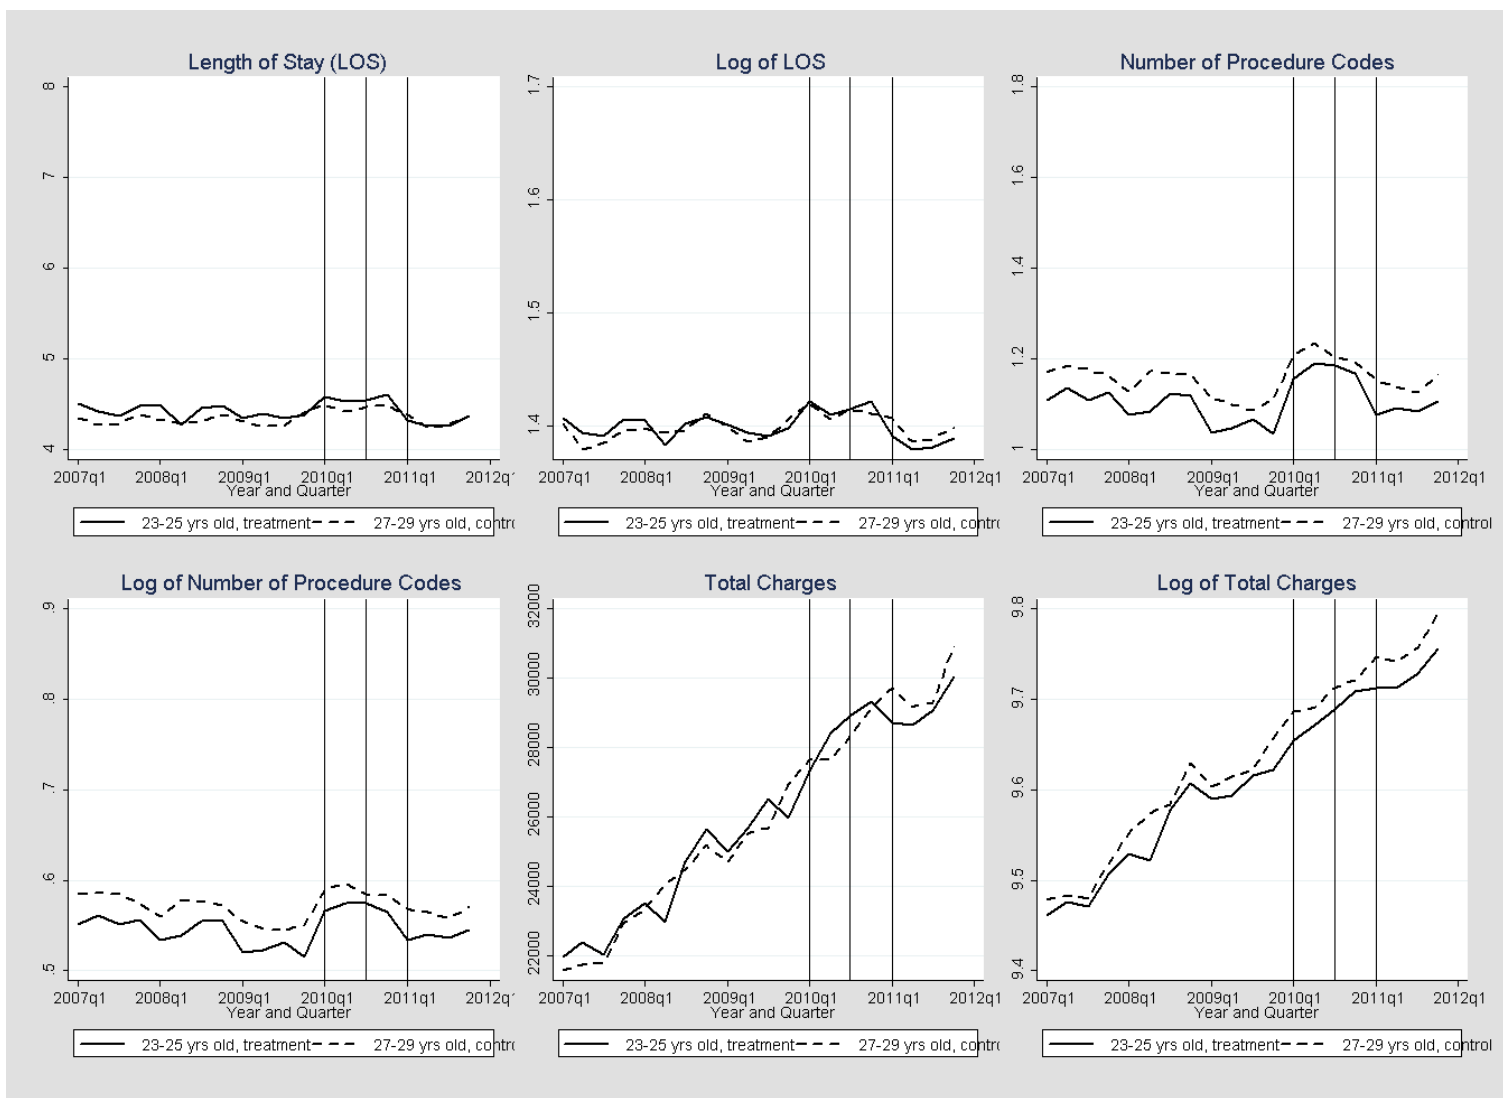 Length of Stay (LOS)
8
7
6
5
4
2007q1 2008q1 2009q1 2010q1 2011q1 2012q1
Year and Quarter
23-25 yrs old, treatment 27-29 yrs old, contro
Log of LOS
1.7
1.6
1.5
1.4
2007q1 2008q1 2009q1 2010q1 2011q1 2012q1
Year and Quarter
23-25 yrs old, treatment 27-29 yrs old, contro
Number of Procedure Codes
1.8
1.6
1.4
1.2
1
2007q1 2008q1 2009q1 2010q1 2011q1 2012q1
Year and Quarter
23-25 yrs old, treatment 27-29 yrs old, control
Log of Number of Procedure Codes
.9
.8
.7
.6
.5
2007q1 2008q1 2009q1 2010q1 2011q1 2012q1
Year and Quarter
23-25 yrs old, treatment 27-29 yrs old, contro
Total Charges
32000
30000
28000
26000
24000
22000
2007q1 2008q1 2009q1 2010q1 2011q1 2012q1
Year and Quarter
23-25 yrs old, treatment 27-29 yrs old, contro
Log of Total Charges
9.8
9.7
9.6
9.5
9.4
2007q1 2008q1 2009q1 2010q1 2011q1 2012q1
Year and Quarter
23-25 yrs old, treatment 27-29 yrs old, control